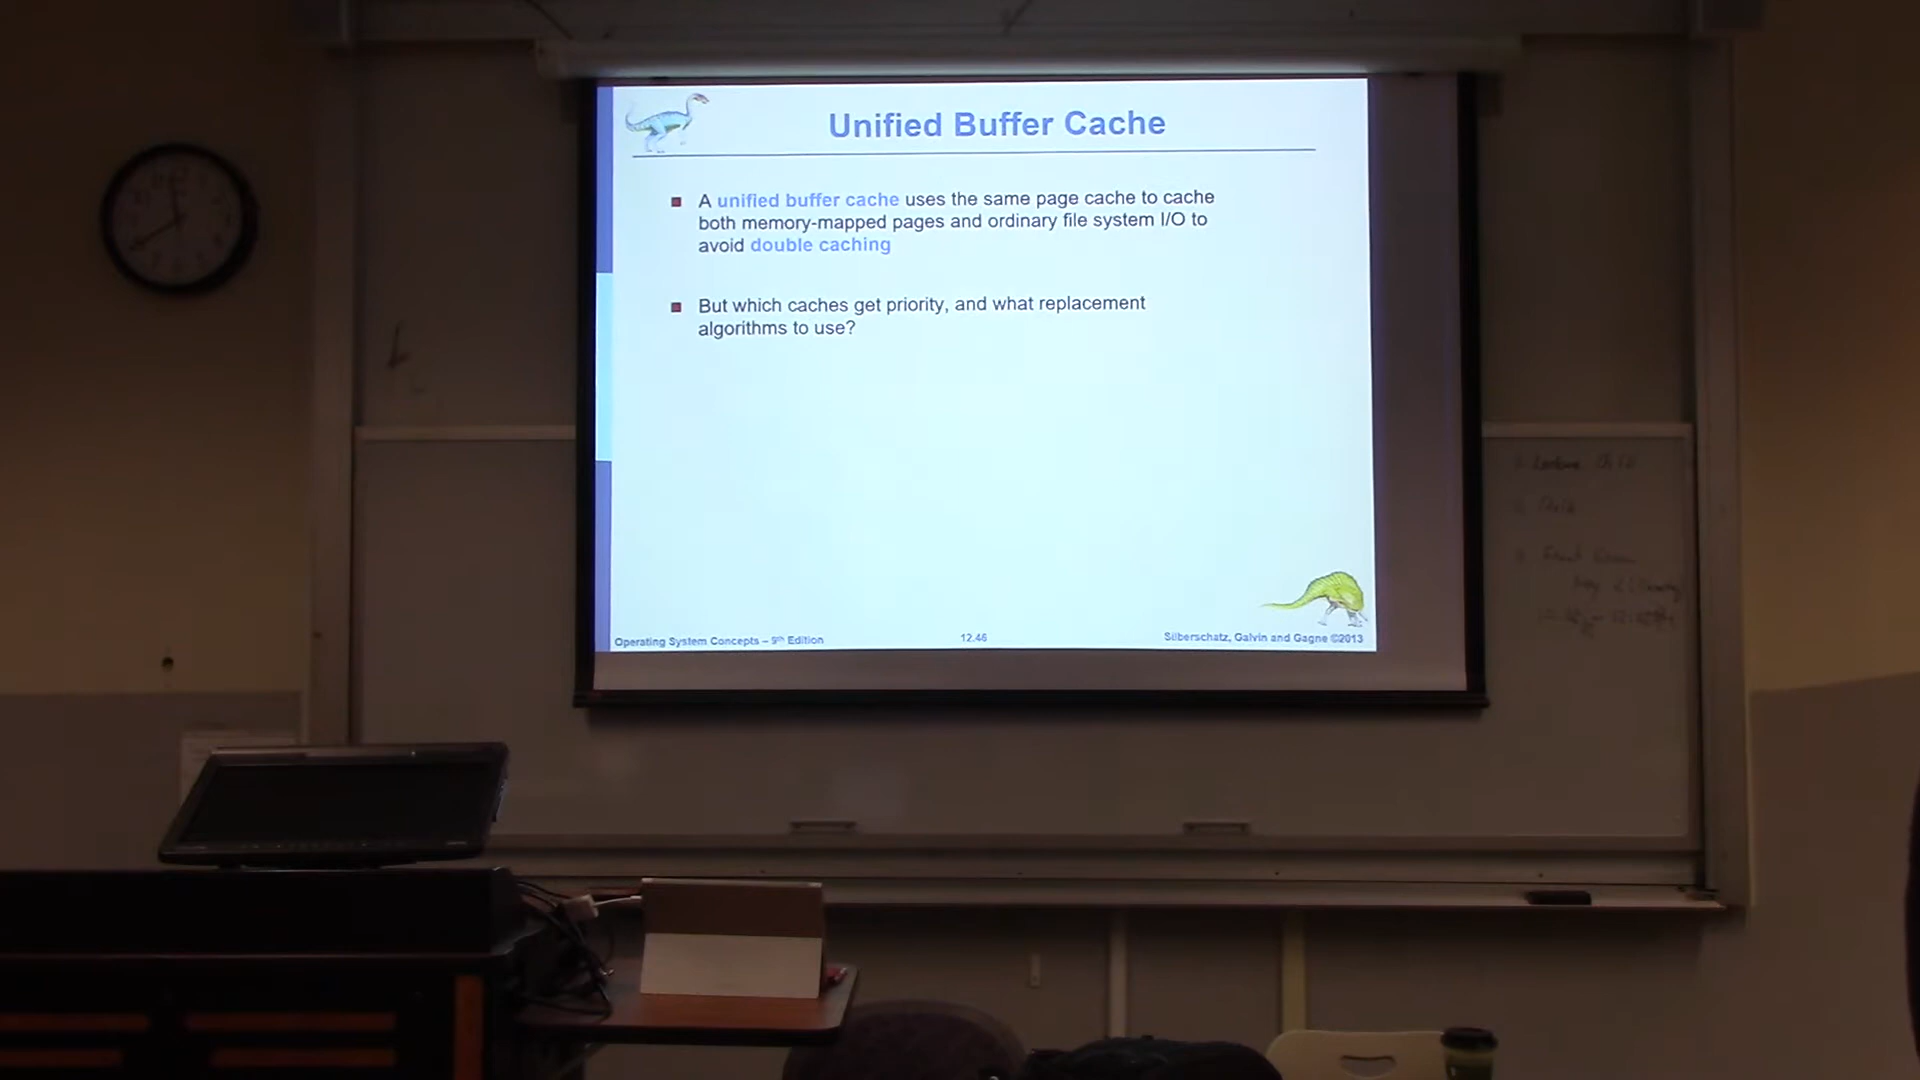 Unified Buffer Cache
A unified buffer cache uses the same page cache to cache
both memory-mapped pages and ordinary file system I/O to
avoid double caching
But which caches get priority, and what replacement
algorithms to use?
Operating System Concepts – 9th Edition
12.46
Silberschatz, Galvin and Gagne ©2013
Lecture